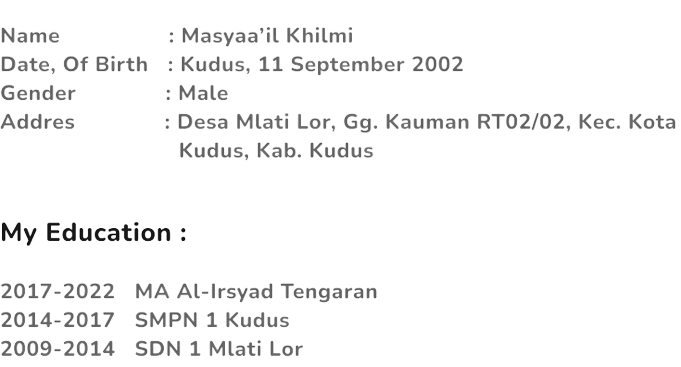 Name : Masyaa’il Khilmi
Date, Of Birth : Kudus, 11 September 2002
Gender : Male
Addres : Desa Mlati Lor, Gg. Kauman RT02/02, Kec. Kota
Kudus, Kab. Kudus
My Education :
2017-2022 MA Al-Irsyad Tengaran
2014-2017 SMPN 1 Kudus
2009-2014 SDN 1 Mlati Lor